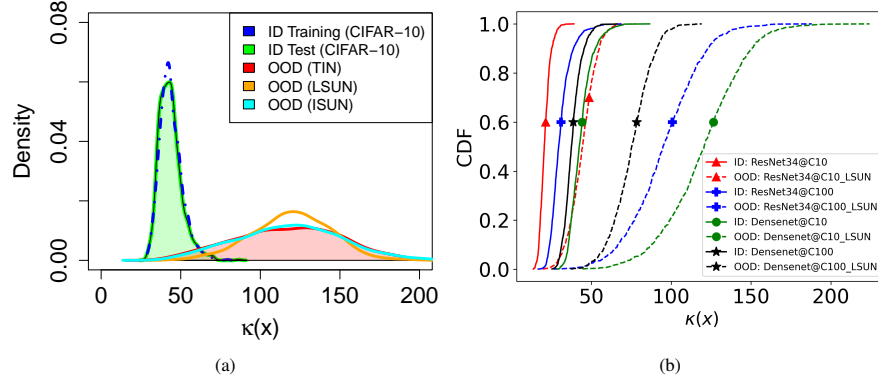 0.08
0.04
0.00
Density
0 50 100 150 200
κ(x)
ID Training (CIFAR-10)
ID Test (CIFAR-10)
OOD (TIN)
OOD (LSUN)
OOD (ISUN)
(a)
1.0
0.8
0.6
0.4
0.2
0.0
CDF
50 100 150 200
κ(x)
ID: ResNet34@C10
OOD: ResNet34@C10_LSUN
ID: ResNet34@C100
OOD: ResNet34@C100_LSUN
ID: Densenet@C10
OOD: Densenet@C10_LSUN
ID: Densenet@C100
OOD: Densenet@C100_LSUN
(b)